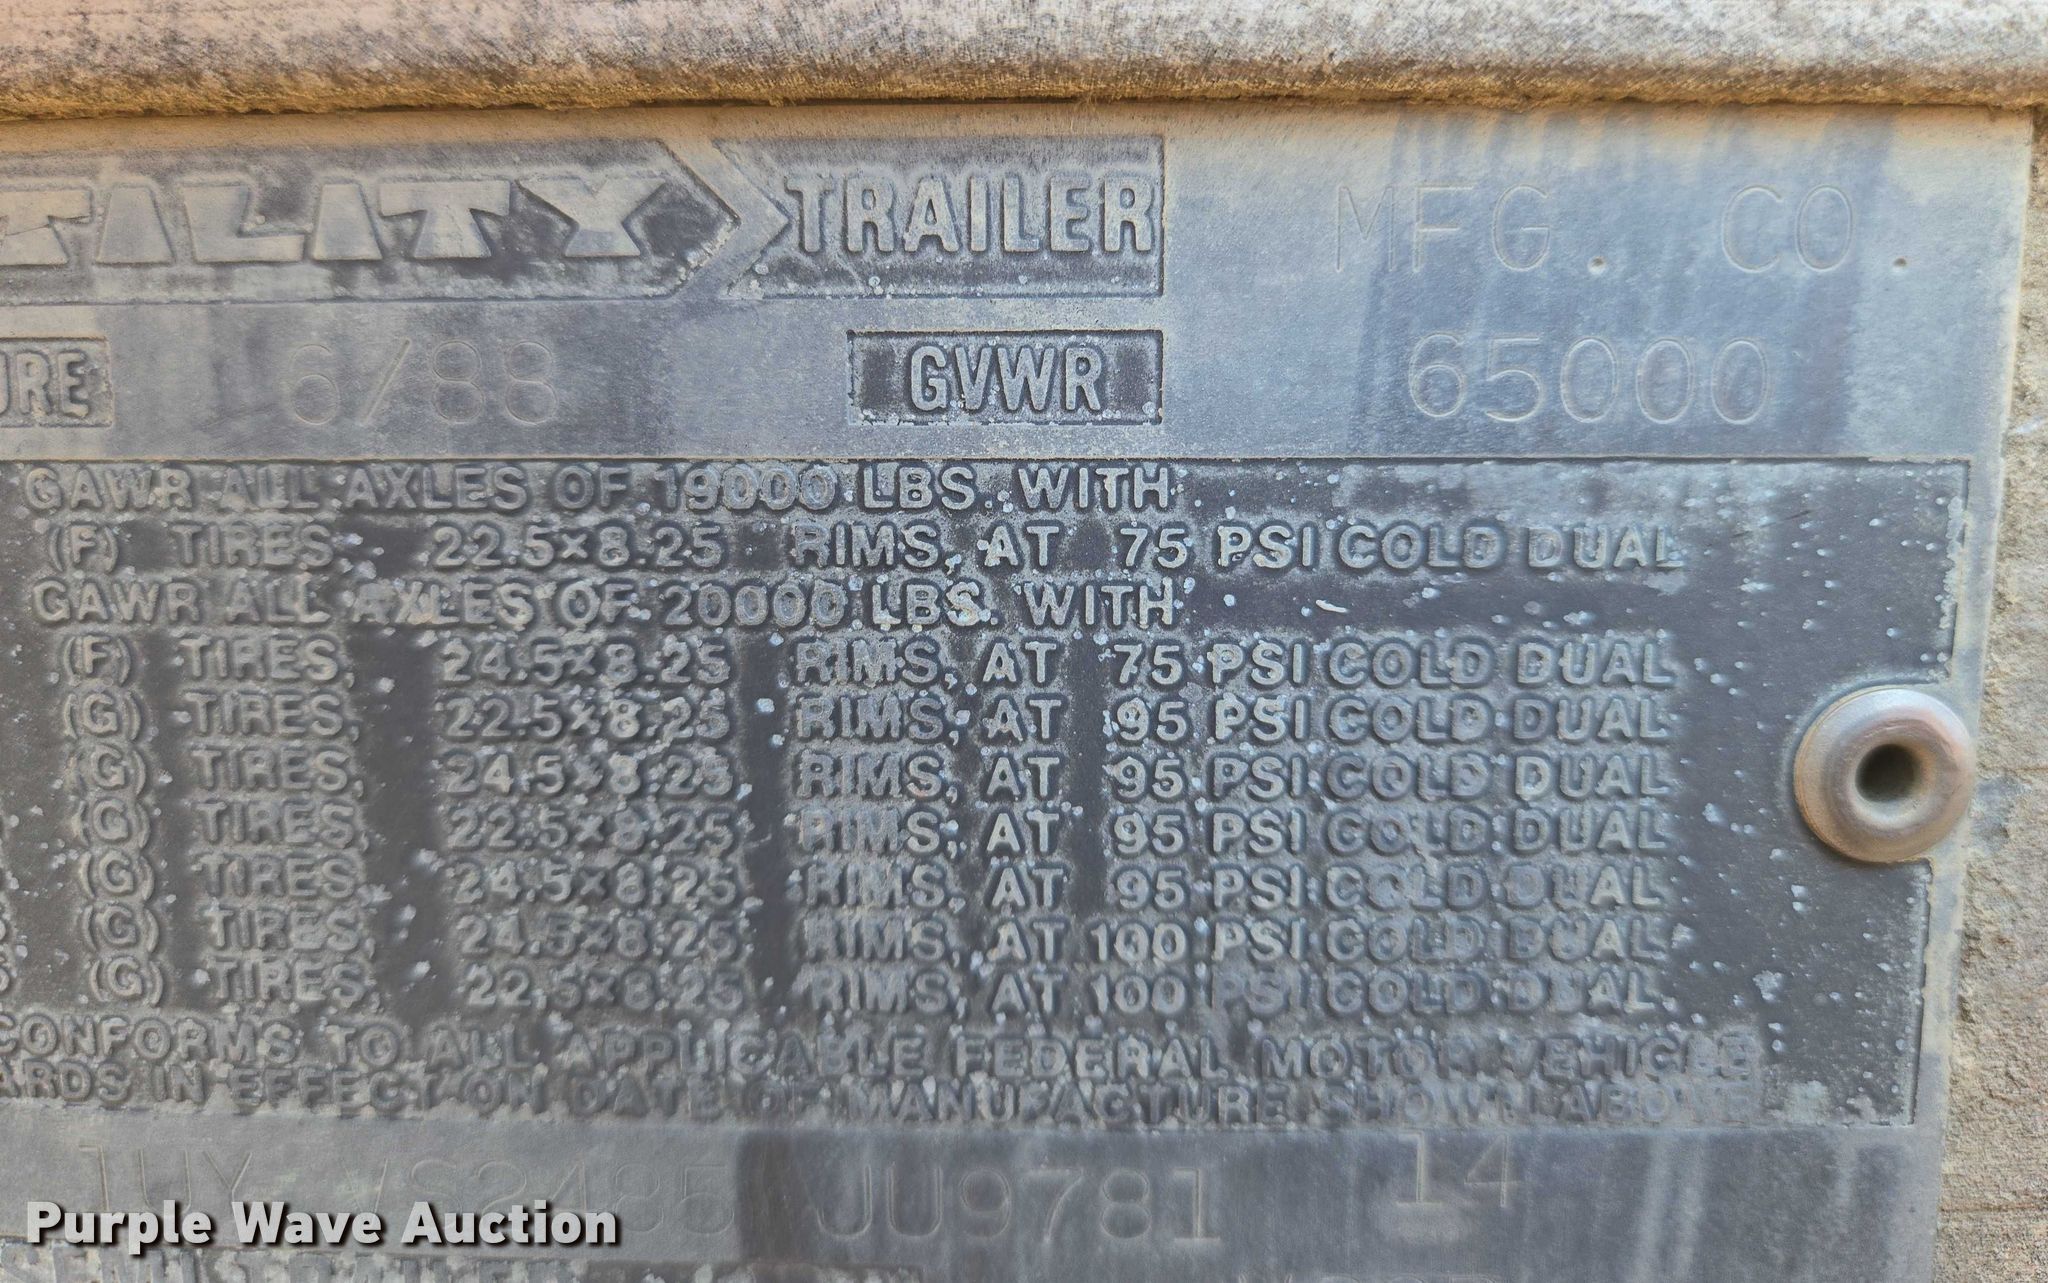 TILITY TRAILER MFG. CO.
URE 6/88 GVWR 65000
GAWR ALL AXLES OF 19000 LBS. WITH
(F) TIRES, 22.5×8.25 RIMS, AT 75 PSI COLD DUAL
GAWR ALL AXLES OF 20000 LBS. WITH
(F) TIRES, 24.5×8.25 RIMS, AT 75 PSI COLD DUAL
(G) TIRES, 22.5×8.25 RIMS, AT 95 PSI COLD DUAL
(G) TIRES, 24.5×8.25 RIMS, AT 95 PSI COLD DUAL
(G) TIRES, 22.5×8.25 RIMS, AT 95 PSI COLD DUAL
(G) TIRES, 24.5×8.25 RIMS, AT 95 PSI COLD DUAL
(G) TIRES, 24.5×8.25 RIMS, AT 100 PSI COLD DUAL
(G) TIRES, 22.5×8.25 RIMS, AT 100 PSI COLD DUAL
CONFORMS TO ALL APPLICABLE FEDERAL MOTOR VEHICLE
ARDS IN EFFECT ON DATE OF MANUFACTURE SHOWN ABOVE
1UY VS2485 JU9781 14
Purple Wave Auction
SEMI TRAILER